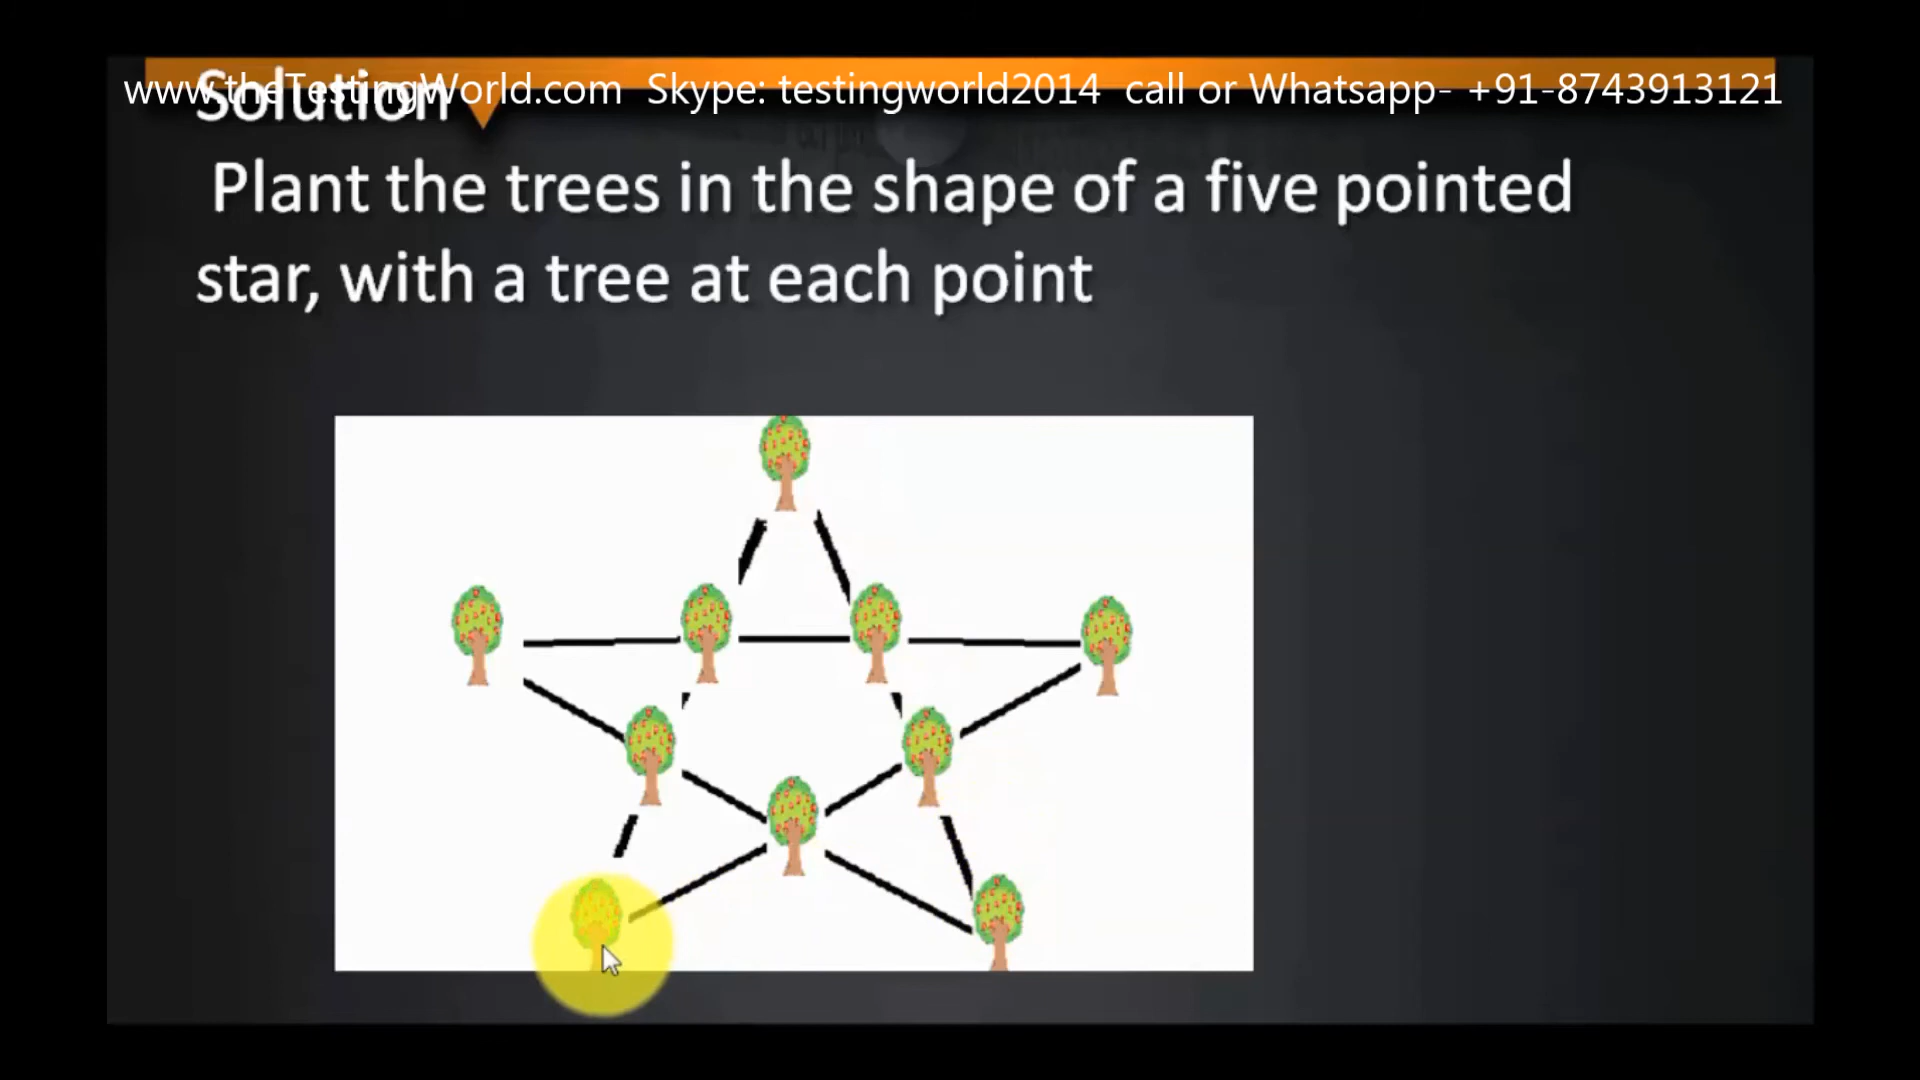 www.theTestingWorld.com Skype: testingworld2014 call or Whatsapp- +91-8743913121
Solution
Plant the trees in the shape of a five pointed
star, with a tree at each point